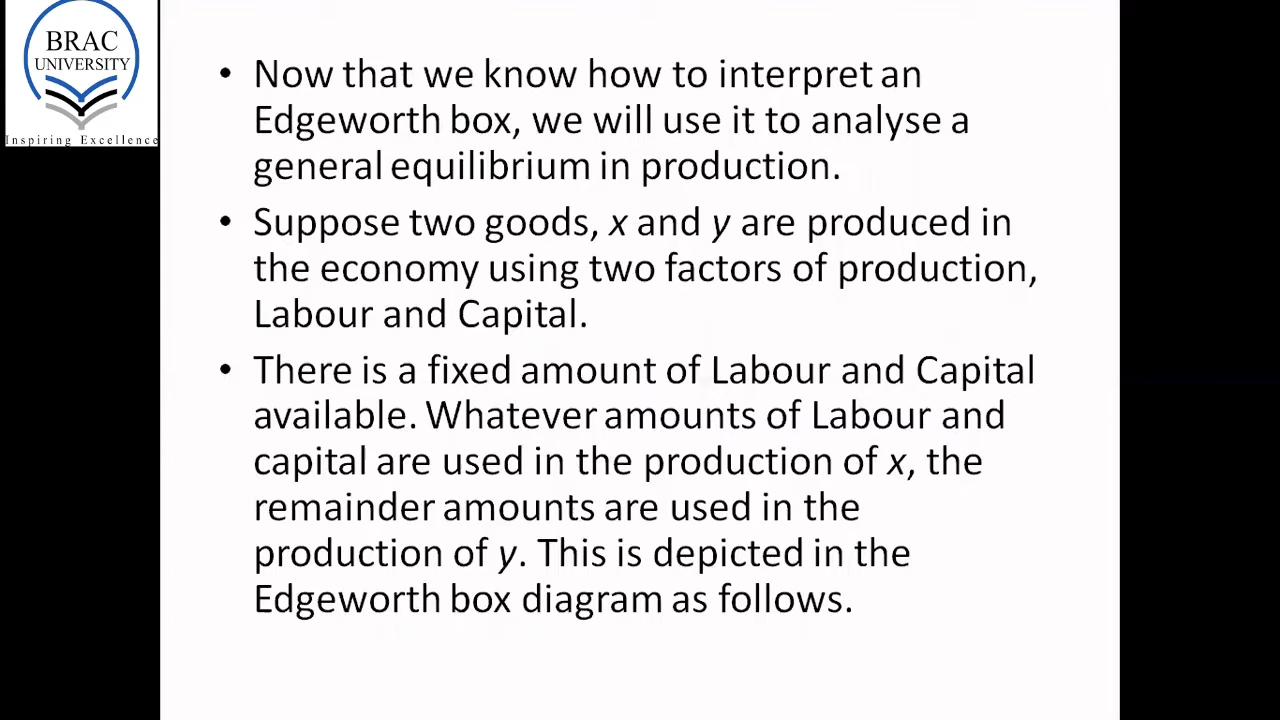 BRAC
UNIVERSITY
Inspiring Excellence
• Now that we know how to interpret an
Edgeworth box, we will use it to analyse a
general equilibrium in production.
• Suppose two goods, x and y are produced in
the economy using two factors of production,
Labour and Capital.
• There is a fixed amount of Labour and Capital
available. Whatever amounts of Labour and
capital are used in the production of x, the
remainder amounts are used in the
production of y. This is depicted in the
Edgeworth box diagram as follows.